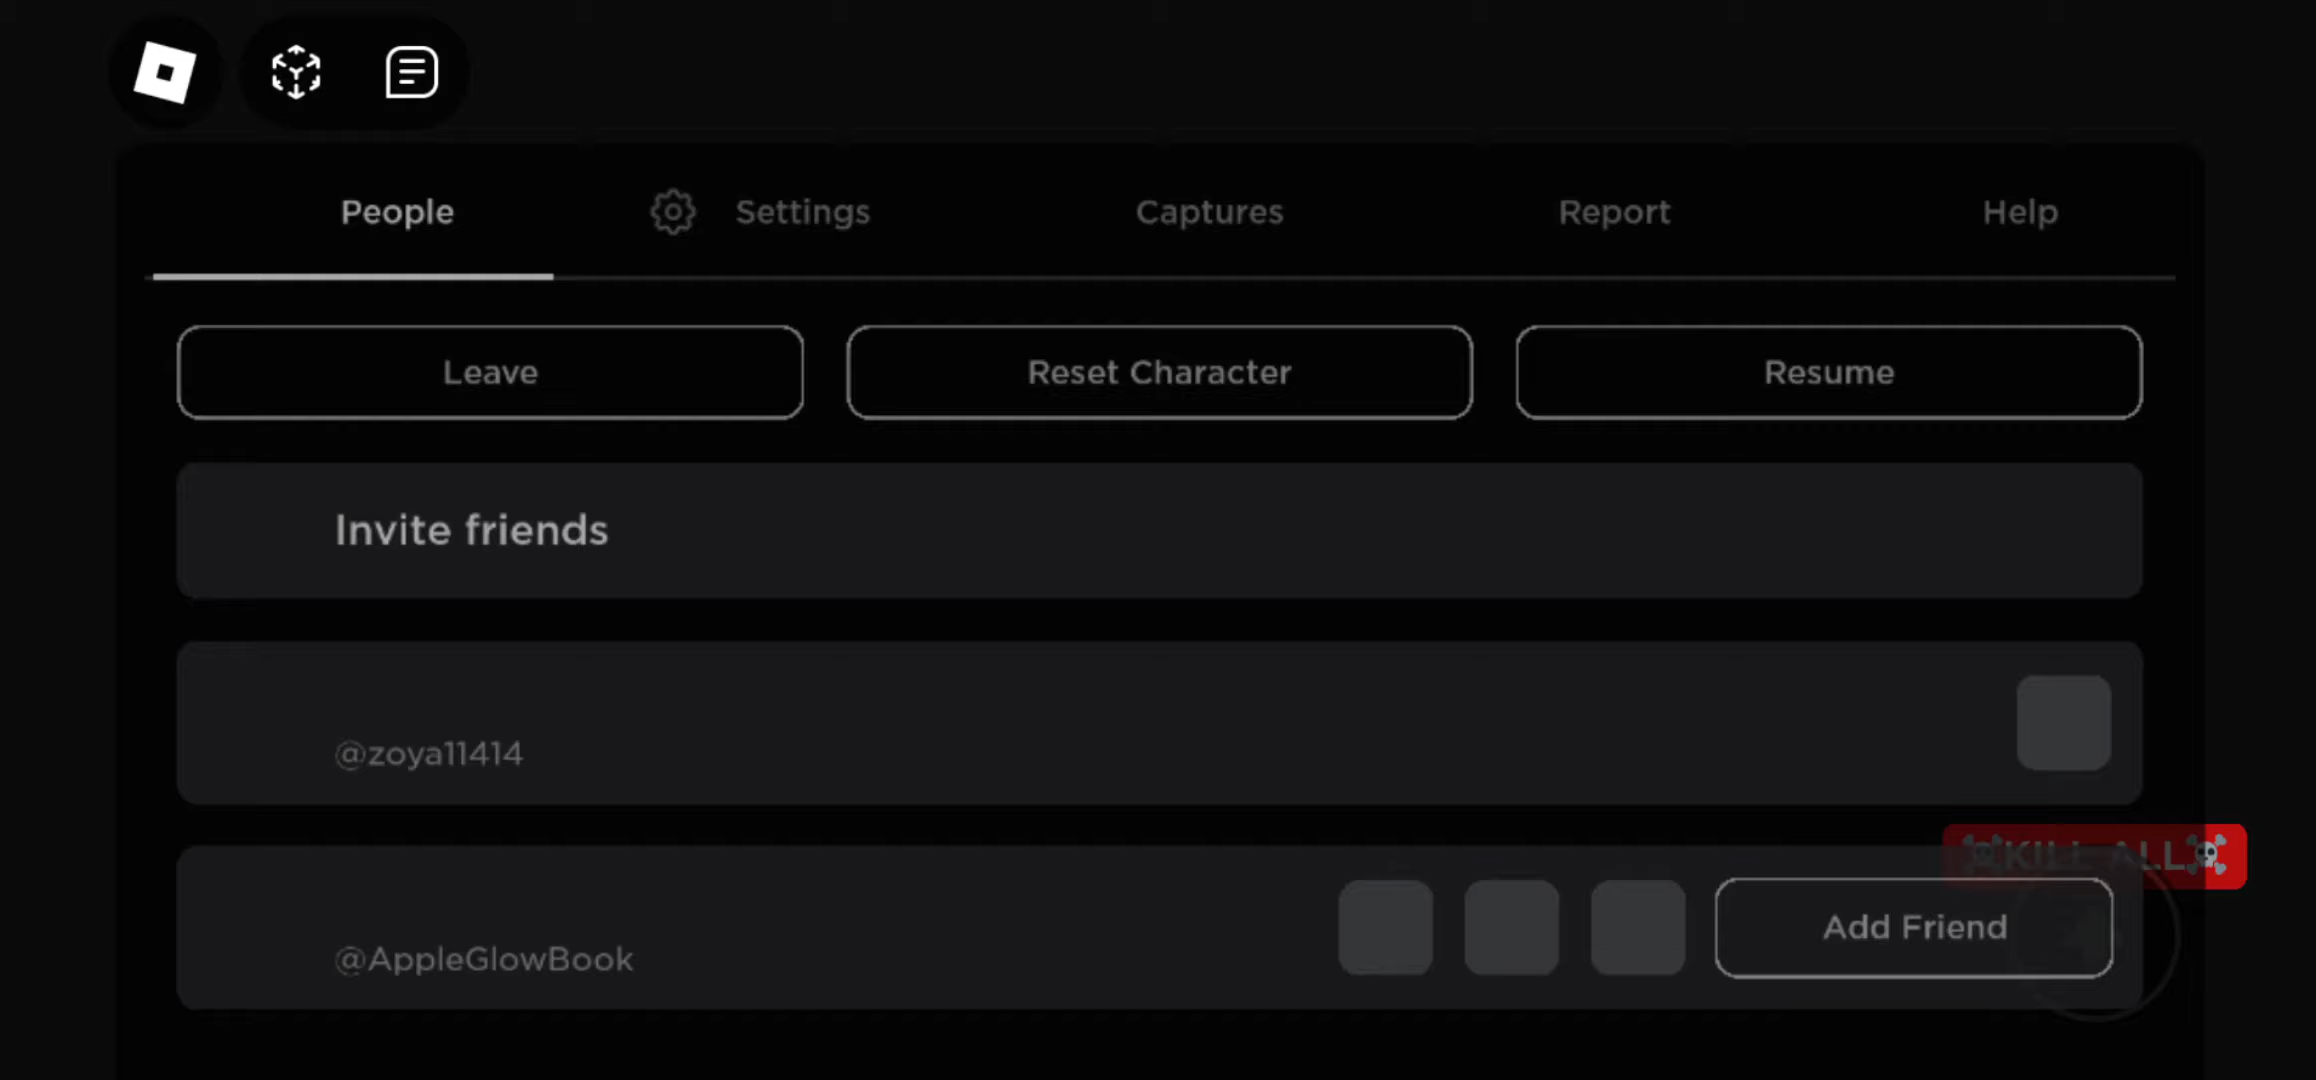 People
Settings
Captures
Report
Help
Leave
Reset Character
Resume
Invite friends
@zoya11414
☠KILL ALL☠
@AppleGlowBook
Add Friend